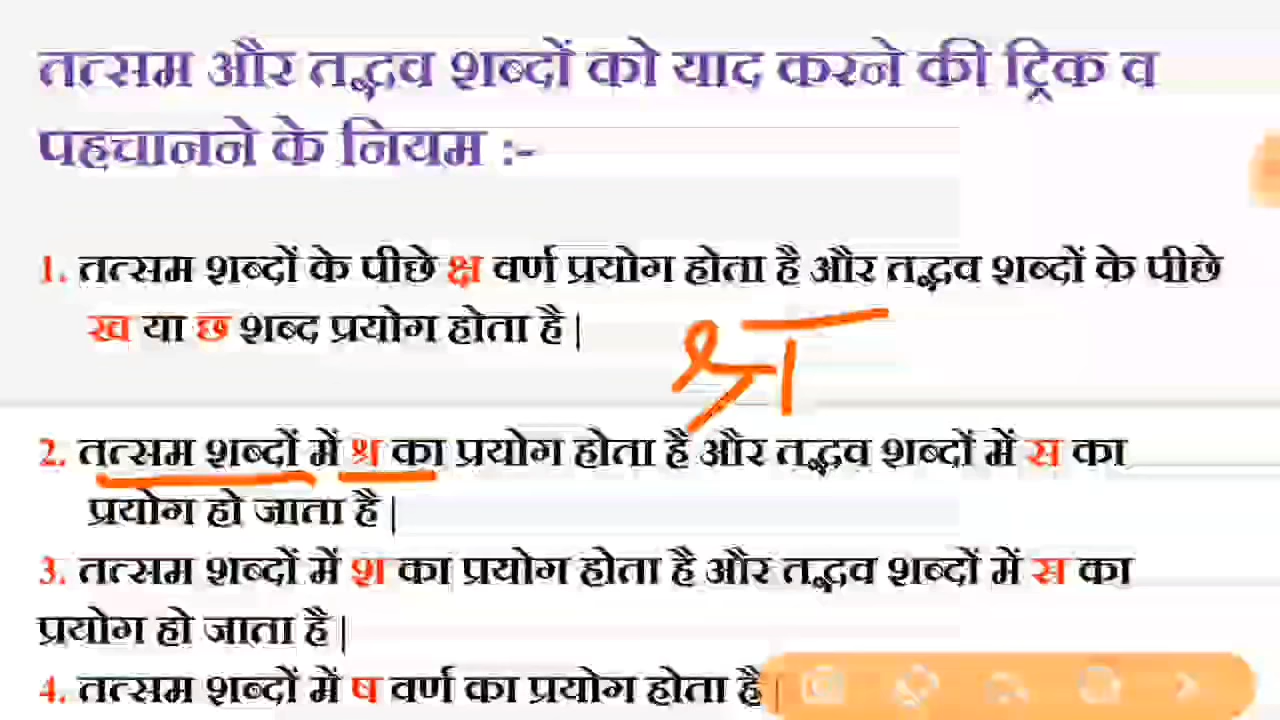 तत्सम और तद्भव शब्दों को याद करने की ट्रिक व
पहचानने के नियम :-
1. तत्सम शब्दों के पीछे क्ष वर्ण प्रयोग होता है और तद्भव शब्दों के पीछे
ख या छ शब्द प्रयोग होता है|
श्र
2. तत्सम शब्दों में श्र का प्रयोग होता है और तद्भव शब्दों में स का
प्रयोग हो जाता है|
3. तत्सम शब्दों में श का प्रयोग होता है और तद्भव शब्दों में स का
प्रयोग हो जाता है|
4. तत्सम शब्दों में ष वर्ण का प्रयोग होता है|